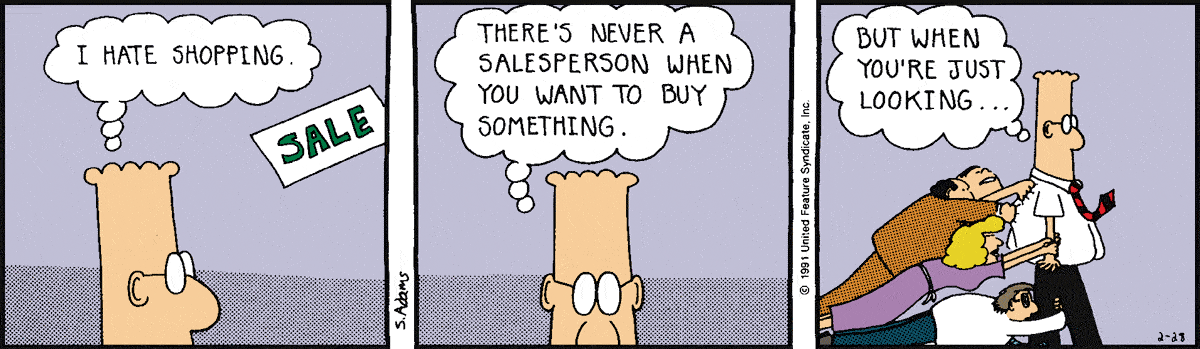 I HATE SHOPPING.
SALE
S. Adams
THERE'S NEVER A
SALESPERSON WHEN
YOU WANT TO BUY
SOMETHING.
© 1991 United Feature Syndicate, Inc.
BUT WHEN
YOU'RE JUST
LOOKING...
2-28